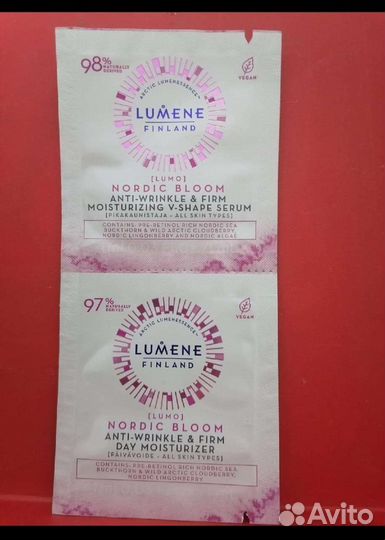 98% NATURALLY DERIVED
VEGAN
ARCTIC LUMENESSENCE™
LUMENE
FINLAND
[LUMO]
NORDIC BLOOM
ANTI-WRINKLE & FIRM
MOISTURIZING V-SHAPE SERUM
[PIKAKAUNISTAJA - ALL SKIN TYPES]
CONTAINS: PRE-RETINOL RICH NORDIC SEA
BUCKTHORN & WILD ARCTIC CLOUDBERRY,
NORDIC LINGONBERRY AND NORDIC ALGAE
97% NATURALLY DERIVED
VEGAN
ARCTIC LUMENESSENCE™
LUMENE
FINLAND
[LUMO]
NORDIC BLOOM
ANTI-WRINKLE & FIRM
DAY MOISTURIZER
[PÄIVÄVOIDE - ALL SKIN TYPES]
CONTAINS: PRE-RETINOL RICH NORDIC SEA
BUCKTHORN & WILD ARCTIC CLOUDBERRY,
NORDIC LINGONBERRY
Avito